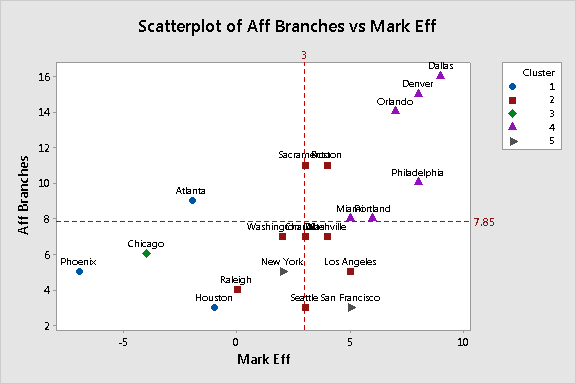 Scatterplot of Aff Branches vs Mark Eff
3
Dallas
Denver
Orlando
Sacramento Boston
Philadelphia
Atlanta
Miami Portland
7.85
Washington Nashville
Chicago
Phoenix
New York
Los Angeles
Raleigh
Houston
Seattle
San Francisco
16
14
12
10
8
6
4
2
Aff Branches
-5
0
5
10
Mark Eff
Cluster
1
2
3
4
5